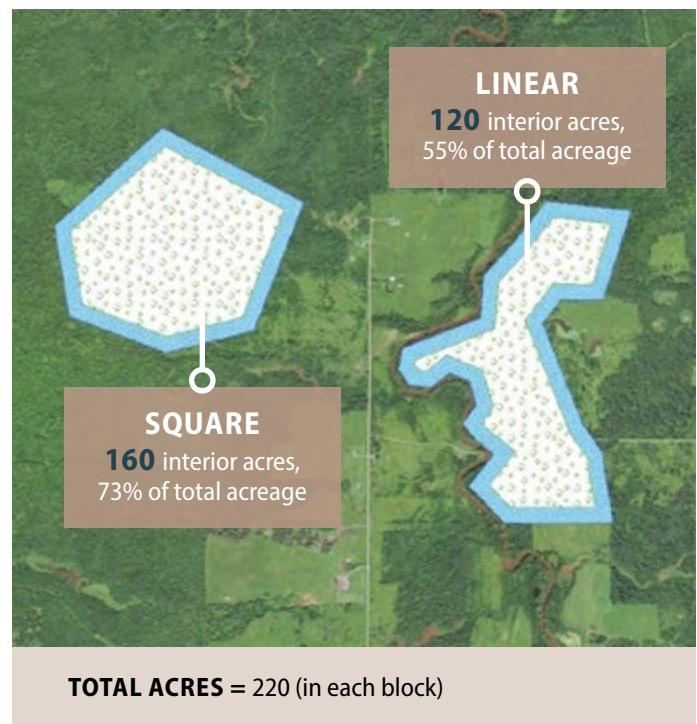 LINEAR
120 interior acres,
55% of total acreage
SQUARE
160 interior acres,
73% of total acreage
TOTAL ACRES = 220 (in each block)